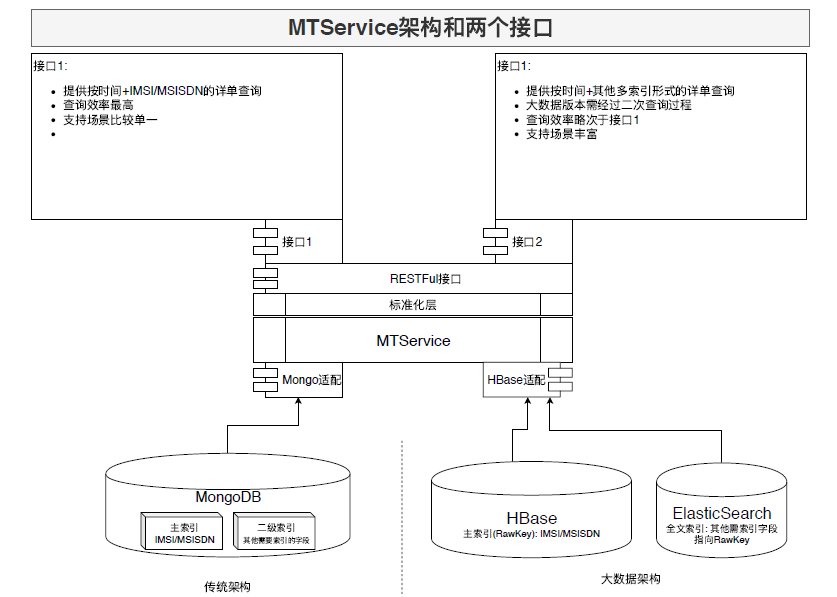 MTService架构和两个接口
接口1:
提供按时间+IMSI/MSISDN的详单查询
查询效率最高
支持场景比较单一
接口1:
提供按时间+其他多索引形式的详单查询
大数据版本需经过二次查询过程
查询效率略次于接口1
支持场景丰富
接口1
接口2
RESTFul接口
标准化层
MTService
Mongo适配
HBase适配
MongoDB
主索引
IMSI/MSISDN
二级索引
其他需要索引的字段
HBase
主索引(RawKey): IMSI/MSISDN
ElasticSearch
全文索引: 其他需索引字段
指向RawKey
传统架构
大数据架构